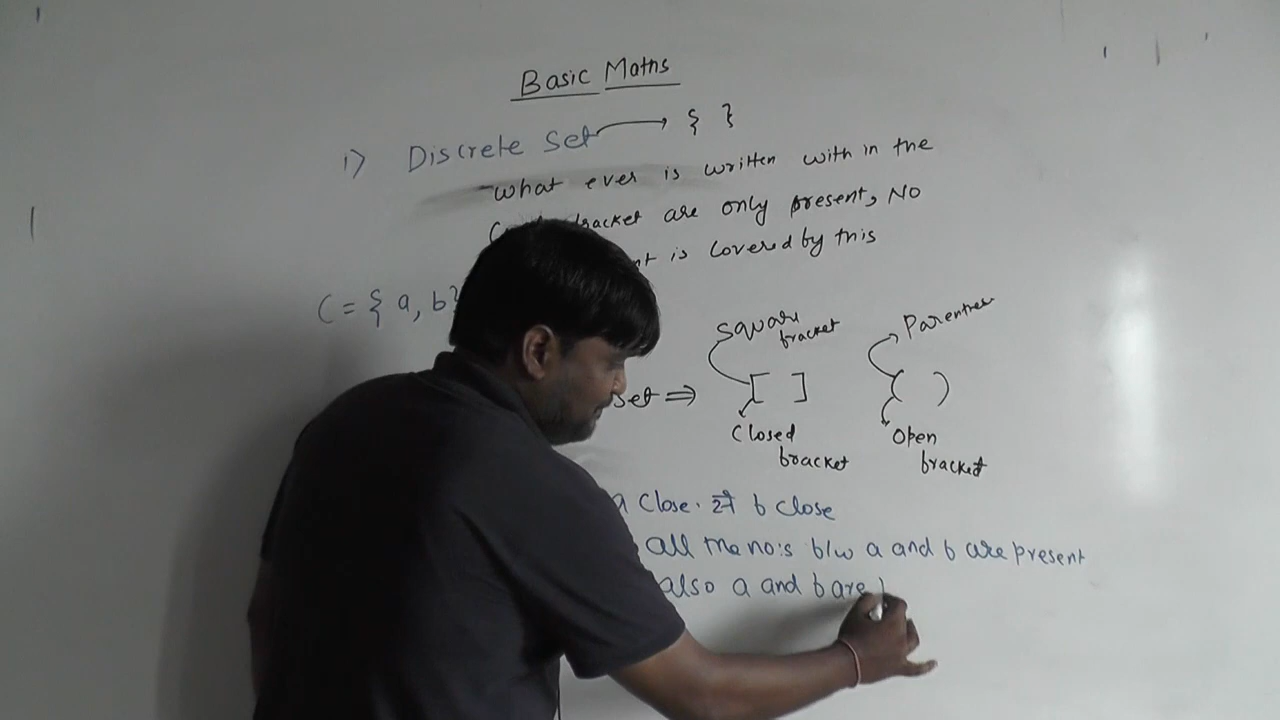 Basic Maths
1) Discrete Set → { }
what ever is written with in the
bracket are only present, NO
is covered by this
C = { a, b }
Square bracket
Set ⇒ [ ] ( )
Closed bracket
Open bracket
a close. से b close
all the no:s b/w a and b are present
also a and b are